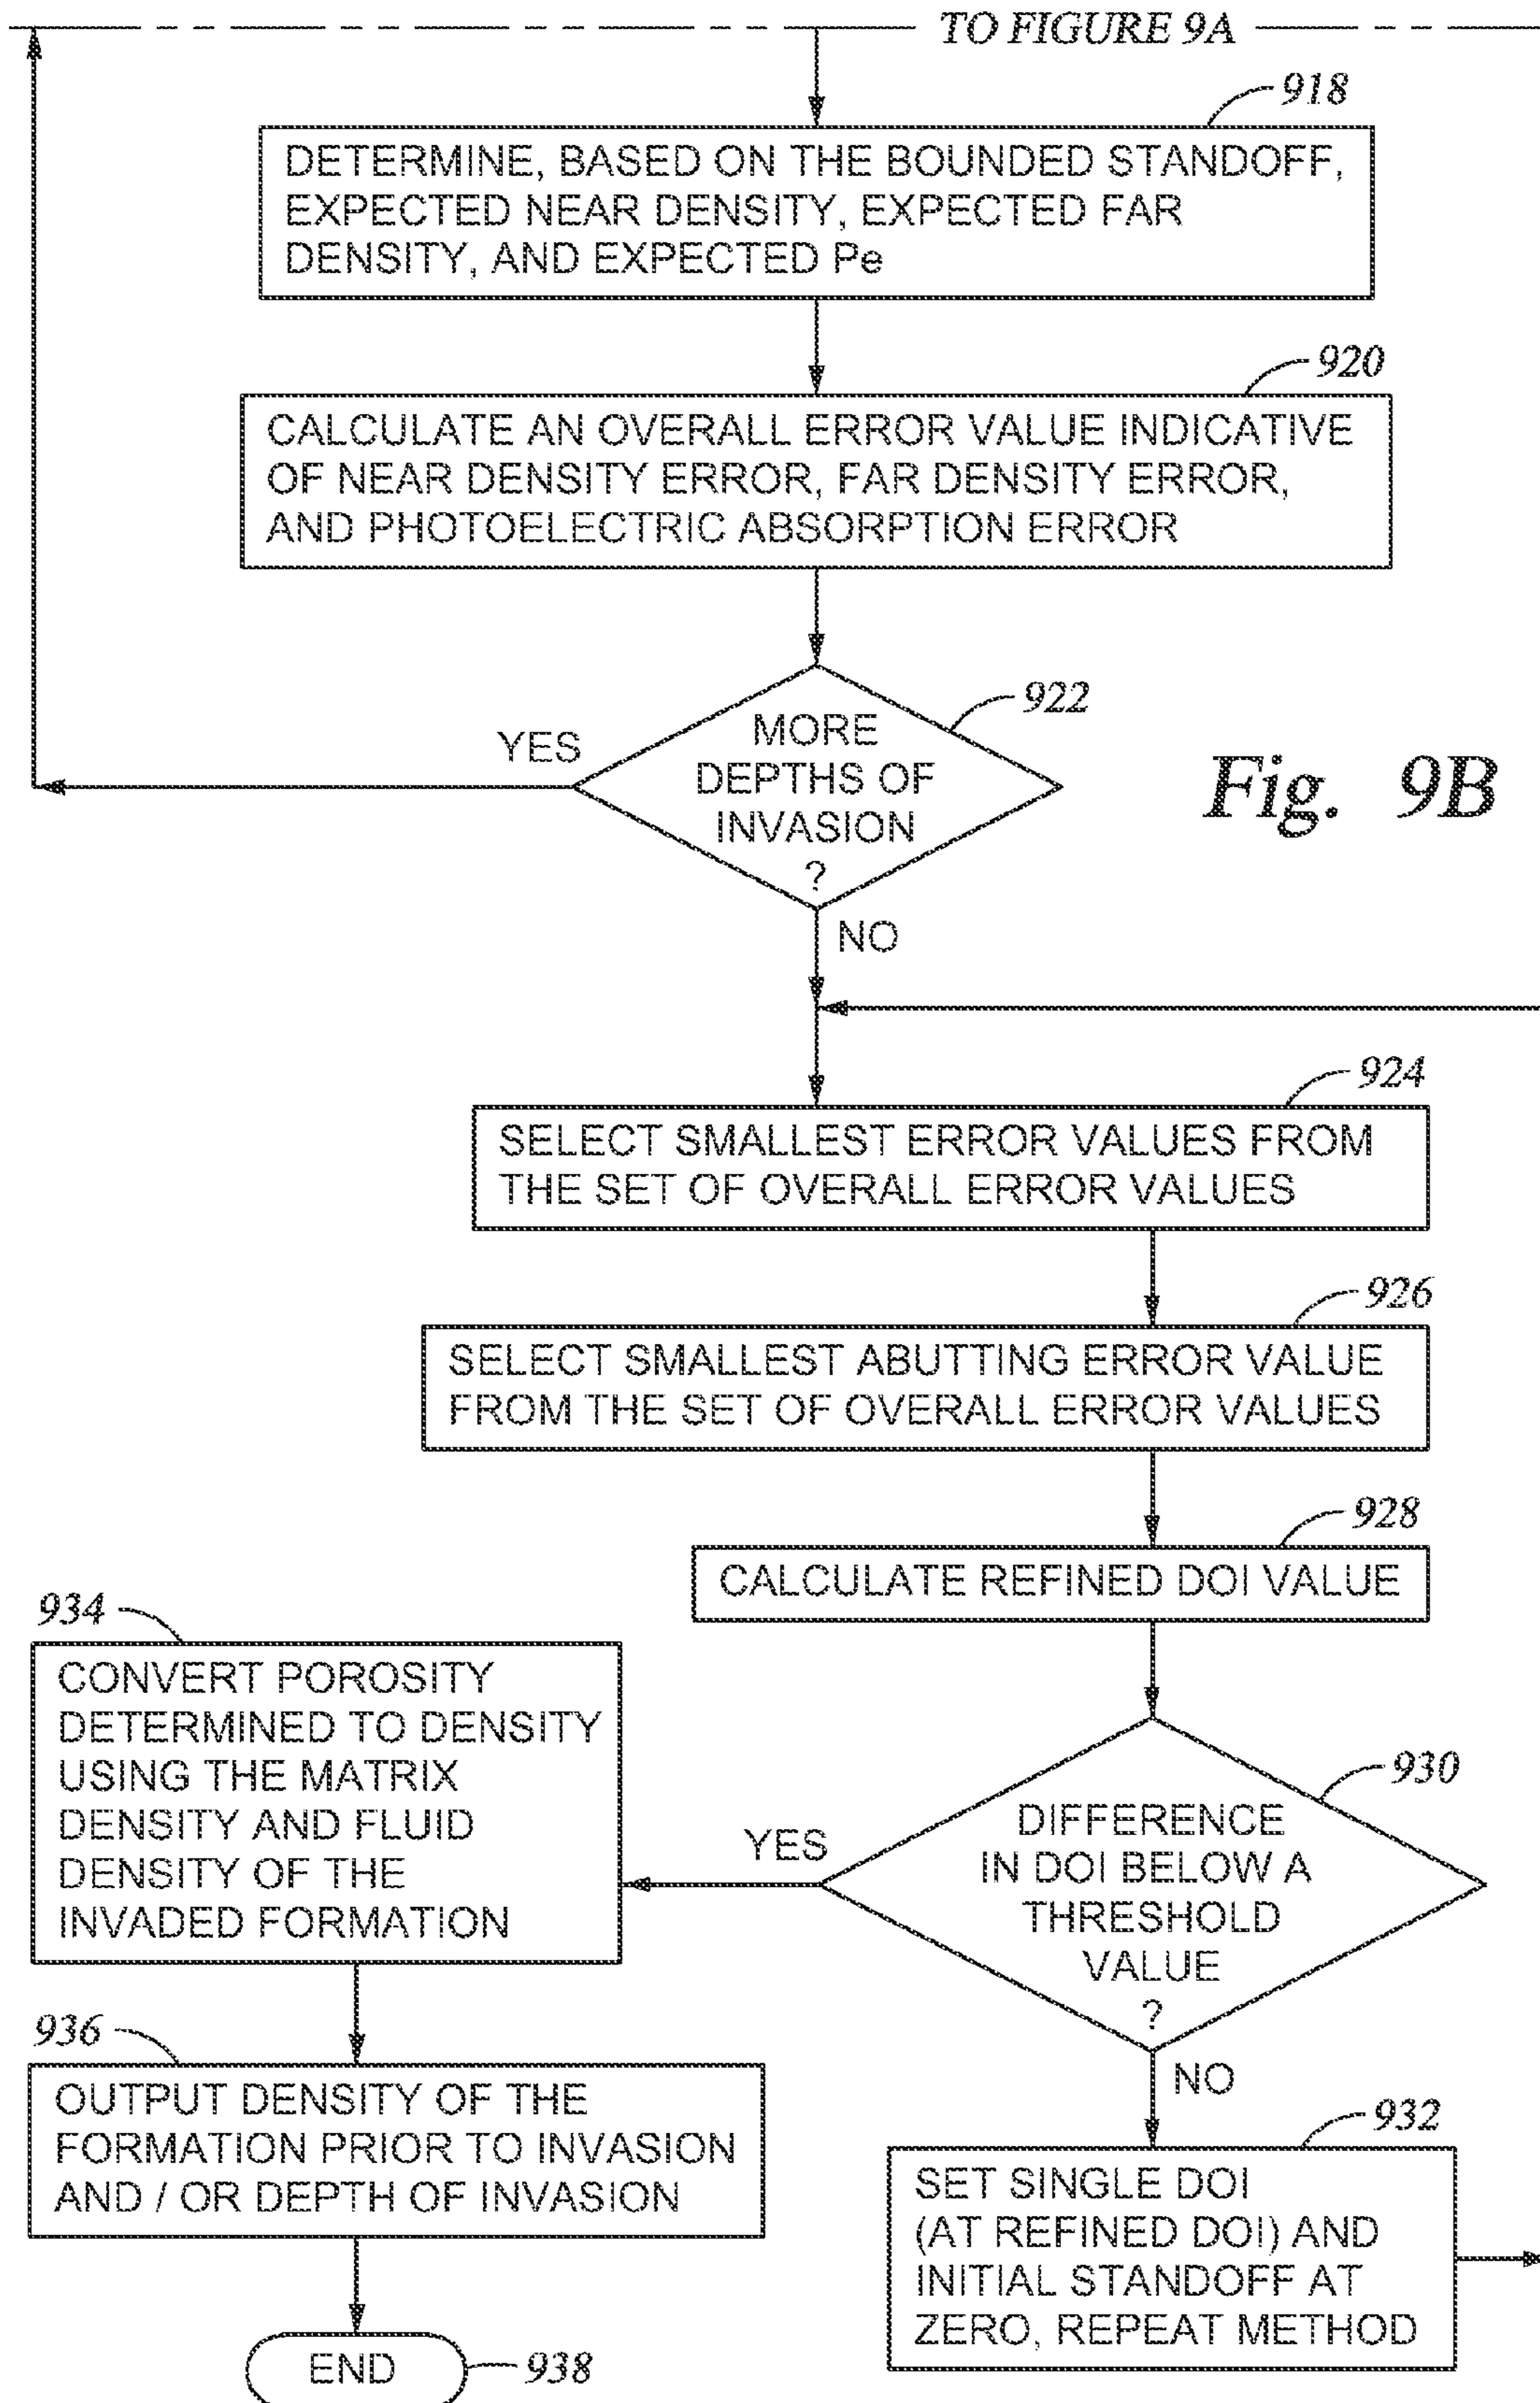 TO FIGURE 9A
918
DETERMINE, BASED ON THE BOUNDED STANDOFF,
EXPECTED NEAR DENSITY, EXPECTED FAR
DENSITY, AND EXPECTED Pe
920
CALCULATE AN OVERALL ERROR VALUE INDICATIVE
OF NEAR DENSITY ERROR, FAR DENSITY ERROR,
AND PHOTOELECTRIC ABSORPTION ERROR
922
YES
MORE
DEPTHS OF
INVASION
?
Fig. 9B
NO
924
SELECT SMALLEST ERROR VALUES FROM
THE SET OF OVERALL ERROR VALUES
926
SELECT SMALLEST ABUTTING ERROR VALUE
FROM THE SET OF OVERALL ERROR VALUES
928
CALCULATE REFINED DOI VALUE
934
CONVERT POROSITY
DETERMINED TO DENSITY
USING THE MATRIX
DENSITY AND FLUID
DENSITY OF THE
INVADED FORMATION
930
YES
DIFFERENCE
IN DOI BELOW A
THRESHOLD
VALUE
?
NO
936
OUTPUT DENSITY OF THE
FORMATION PRIOR TO INVASION
AND / OR DEPTH OF INVASION
932
SET SINGLE DOI
(AT REFINED DOI) AND
INITIAL STANDOFF AT
ZERO, REPEAT METHOD
END
938